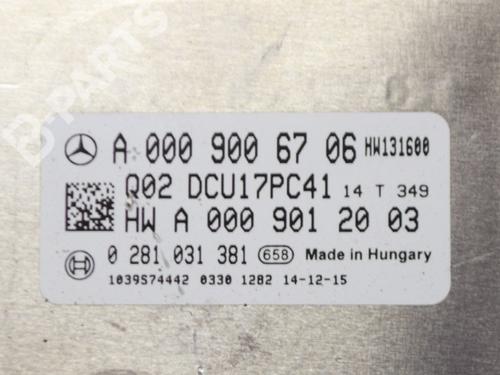 B-PARTS
A 000 900 67 06 HW131600
Q02 DCU17PC41 14 T 349
HW A 000 901 20 03
0 281 031 381 658 Made in Hungary
1039S74442 0330 1282 14-12-15